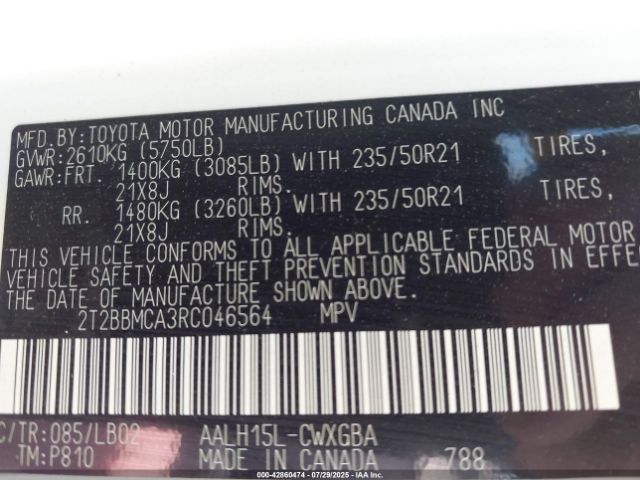 MFD.BY:TOYOTA MOTOR MANUFACTURING CANADA INC
GVWR:2610KG (5750LB)
GAWR:FRT. 1400KG (3085LB) WITH 235/50R21 TIRES,
21X8J RIMS.
RR. 1480KG (3260LB) WITH 235/50R21 TIRES,
21X8J RIMS.
THIS VEHICLE CONFORMS TO ALL APPLICABLE FEDERAL MOTOR
VEHICLE SAFETY AND THEFT PREVENTION STANDARDS IN EFFE
THE DATE OF MANUFACTURE SHOWN ABOVE.
2T2BBMCA3RC046564 MPV
C/TR:085/LB02 AALH15L-CWXGBA
TM:P810 MADE IN CANADA 788
000-42860474 | 07/29/2025 - IAAI.COM